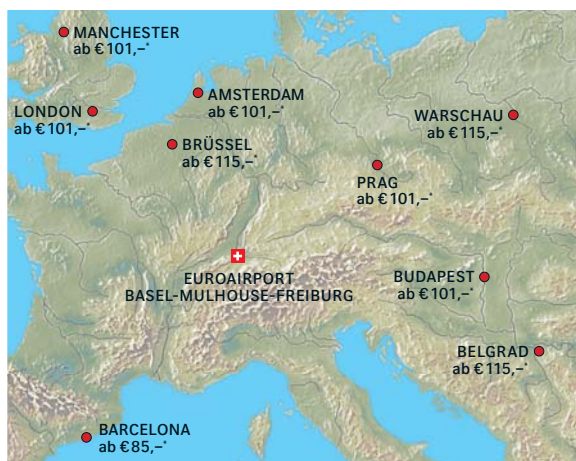 MANCHESTER
ab € 101,–*
LONDON
ab € 101,–*
AMSTERDAM
ab € 101,–*
WARSCHAU
ab € 115,–*
BRÜSSEL
ab € 115,–*
PRAG
ab € 101,–*
EUROAIRPORT
BASEL-MULHOUSE-FREIBURG
BUDAPEST
ab € 101,–*
BELGRAD
ab € 115,–*
BARCELONA
ab € 85,–*